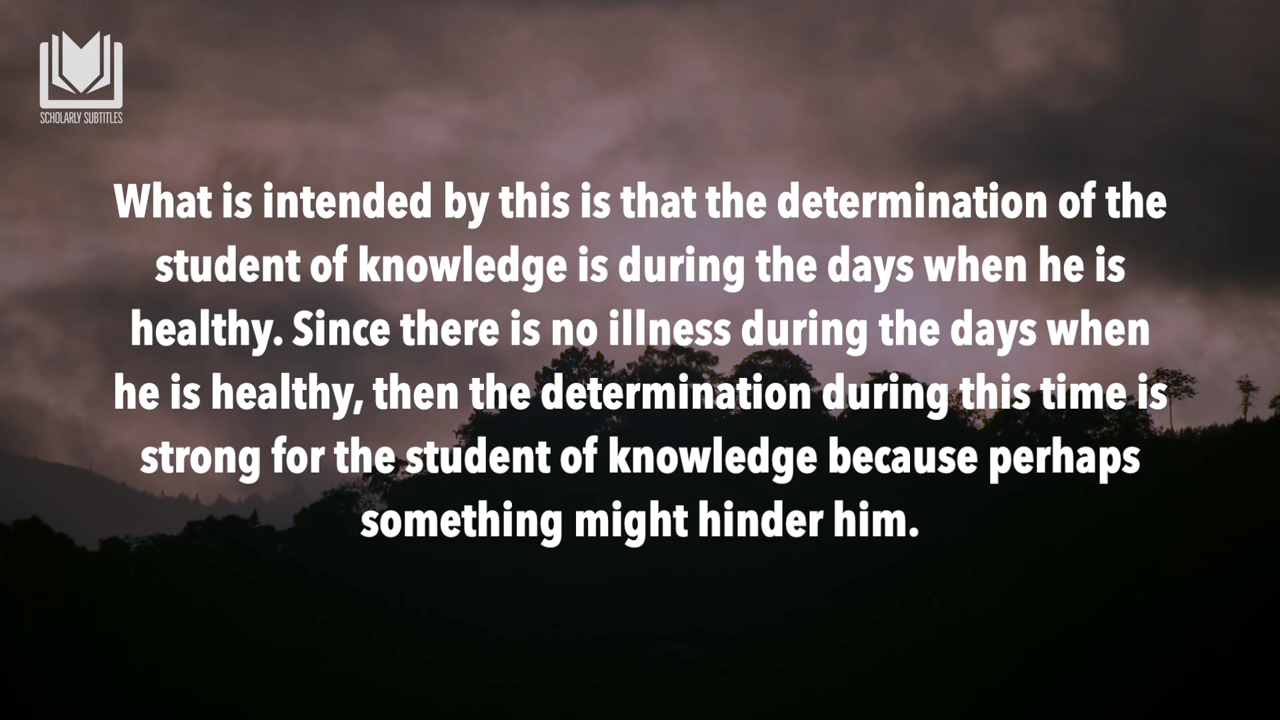 SCHOLARLY SUBTITLES
What is intended by this is that the determination of the
student of knowledge is during the days when he is
healthy. Since there is no illness during the days when
he is healthy, then the determination during this time is
strong for the student of knowledge because perhaps
something might hinder him.